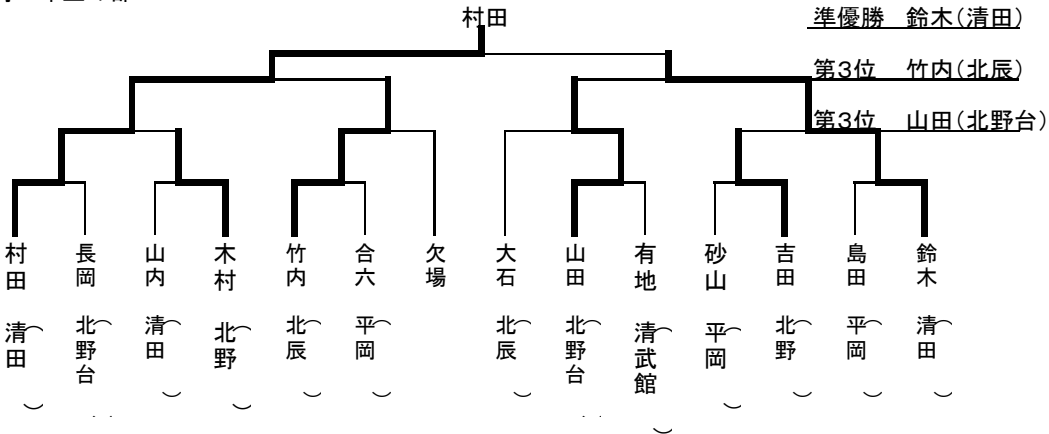 村田
準優勝 鈴木(清田)
第3位 竹内(北辰)
第3位 山田(北野台)
村田(清田)
長岡(北野台)
山内(清田)
木村(北野)
竹内(北辰)
合六(平岡)
欠場
大石(北辰)
山田(北野台)
有地(清武館)
砂山(平岡)
吉田(北野)
島田(平岡)
鈴木(清田)